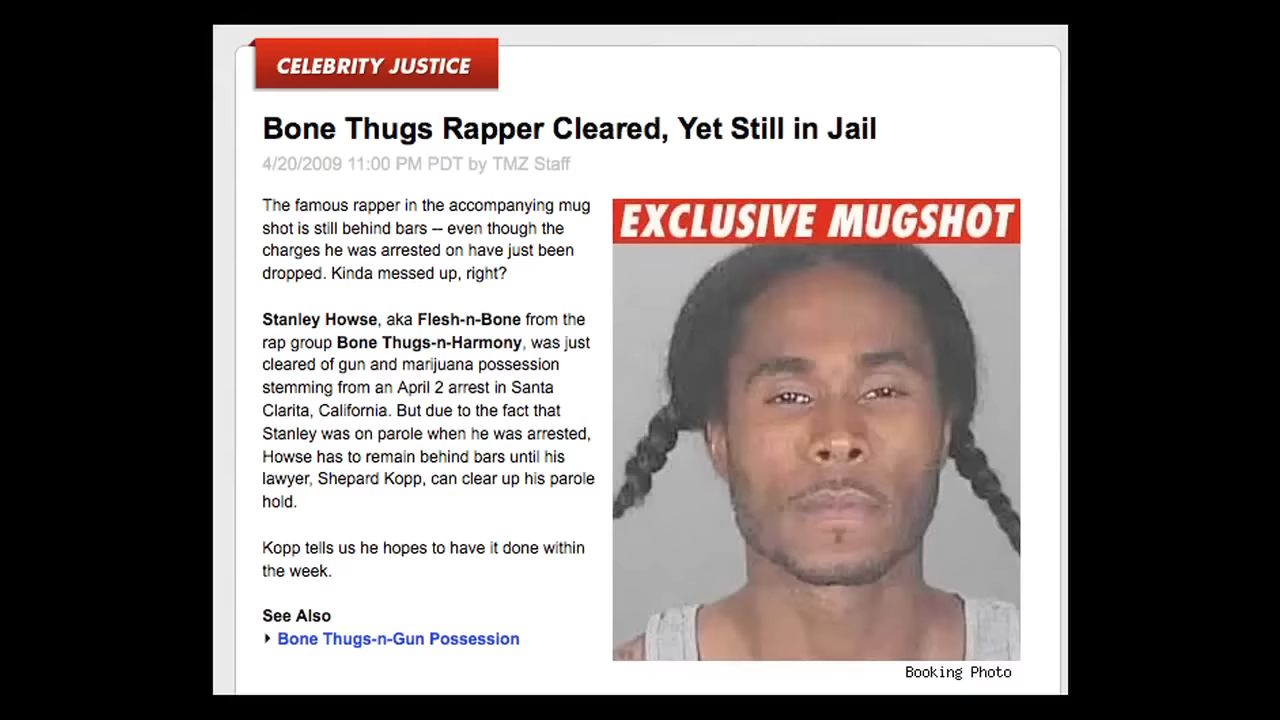 CELEBRITY JUSTICE
Bone Thugs Rapper Cleared, Yet Still in Jail
4/20/2009 11:00 PM PDT by TMZ Staff
The famous rapper in the accompanying mug
shot is still behind bars -- even though the
charges he was arrested on have just been
dropped. Kinda messed up, right?
Stanley Howse, aka Flesh-n-Bone from the
rap group Bone Thugs-n-Harmony, was just
cleared of gun and marijuana possession
stemming from an April 2 arrest in Santa
Clarita, California. But due to the fact that
Stanley was on parole when he was arrested,
Howse has to remain behind bars until his
lawyer, Shepard Kopp, can clear up his parole
hold.
Kopp tells us he hopes to have it done within
the week.
See Also
Bone Thugs-n-Gun Possession
EXCLUSIVE MUGSHOT
Booking Photo